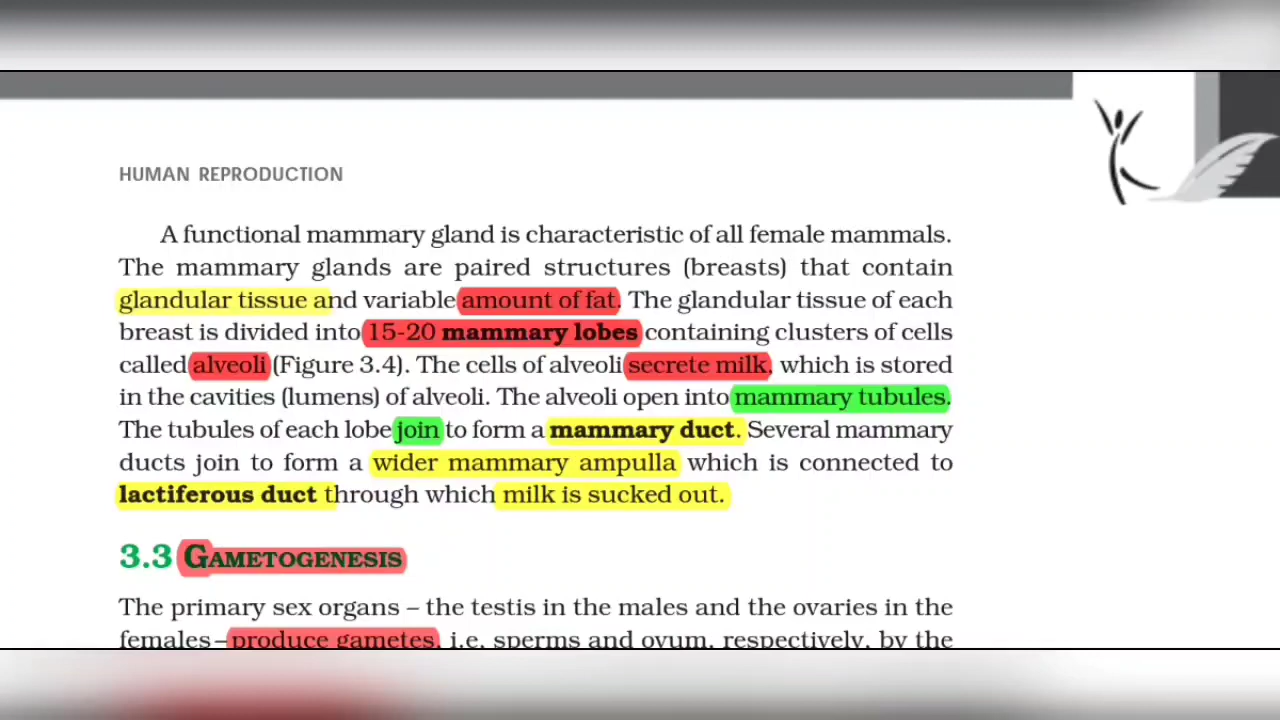 HUMAN REPRODUCTION
A functional mammary gland is characteristic of all female mammals.
The mammary glands are paired structures (breasts) that contain
glandular tissue and variable amount of fat. The glandular tissue of each
breast is divided into 15-20 mammary lobes containing clusters of cells
called alveoli (Figure 3.4). The cells of alveoli secrete milk, which is stored
in the cavities (lumens) of alveoli. The alveoli open into mammary tubules.
The tubules of each lobe join to form a mammary duct. Several mammary
ducts join to form a wider mammary ampulla which is connected to
lactiferous duct through which milk is sucked out.
3.3 GAMETOGENESIS
The primary sex organs – the testis in the males and the ovaries in the
females–produce gametes, i.e, sperms and ovum, respectively, by the